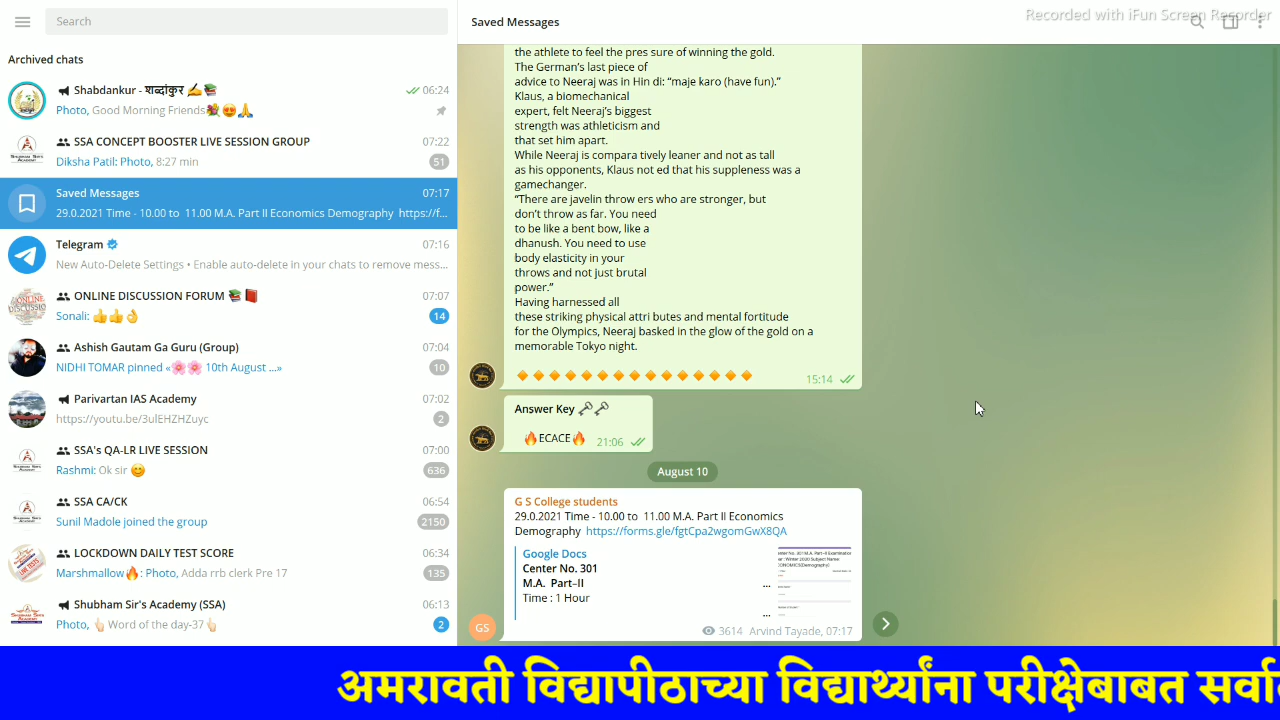 Search
Saved Messages
Recorded with iFun Screen Recorder
Archived chats
Shabdankur - शब्दांकुर ✍📚 06:24
Photo, Good Morning Friends💐😍🙏
SSA CONCEPT BOOSTER LIVE SESSION GROUP 07:22
Diksha Patil: Photo, 8:27 min 51
Saved Messages 07:17
29.0.2021 Time - 10.00 to 11.00 M.A. Part II Economics Demography https://f...
Telegram 07:16
New Auto-Delete Settings • Enable auto-delete in your chats to remove mess...
ONLINE DISCUSSION FORUM 📚📕 07:07
Sonali: 👍👍👌 14
Ashish Gautam Ga Guru (Group) 07:04
NIDHI TOMAR pinned «🌸🌸 10th August ...» 10
Parivartan IAS Academy 07:02
https://youtu.be/3ulEHZHZuyc 2
SSA's QA-LR LIVE SESSION 07:00
Rashmi: Ok sir 😊 636
SSA CA/CK 06:54
Sunil Madole joined the group 2150
LOCKDOWN DAILY TEST SCORE 06:34
Marshmallow🔥: Photo, Adda rrb clerk Pre 17 135
Shubham Sir's Academy (SSA) 06:13
Photo, 👆Word of the day-37👆 2
the athlete to feel the pres sure of winning the gold.
The German's last piece of
advice to Neeraj was in Hin di: “maje karo (have fun).”
Klaus, a biomechanical
expert, felt Neeraj’s biggest
strength was athleticism and
that set him apart.
While Neeraj is compara tively leaner and not as tall
as his opponents, Klaus not ed that his suppleness was a
gamechanger.
“There are javelin throw ers who are stronger, but
don’t throw as far. You need
to be like a bent bow, like a
dhanush. You need to use
body elasticity in your
throws and not just brutal
power.”
Having harnessed all
these striking physical attri butes and mental fortitude
for the Olympics, Neeraj basked in the glow of the gold on a
memorable Tokyo night.
🔸🔸🔸🔸🔸🔸🔸🔸🔸🔸🔸🔸🔸🔸🔸 15:14
Answer Key 🗝🗝
🔥ECACE🔥 21:06
August 10
G S College students
29.0.2021 Time - 10.00 to 11.00 M.A. Part II Economics
Demography https://forms.gle/fgtCpa2wgomGwX8QA
Google Docs
Center No. 301
M.A. Part–II
Time : 1 Hour
GS
3614 Arvind Tayade, 07:17
अमरावती विद्यापीठाच्या विद्यार्थ्यांना परीक्षेबाबत